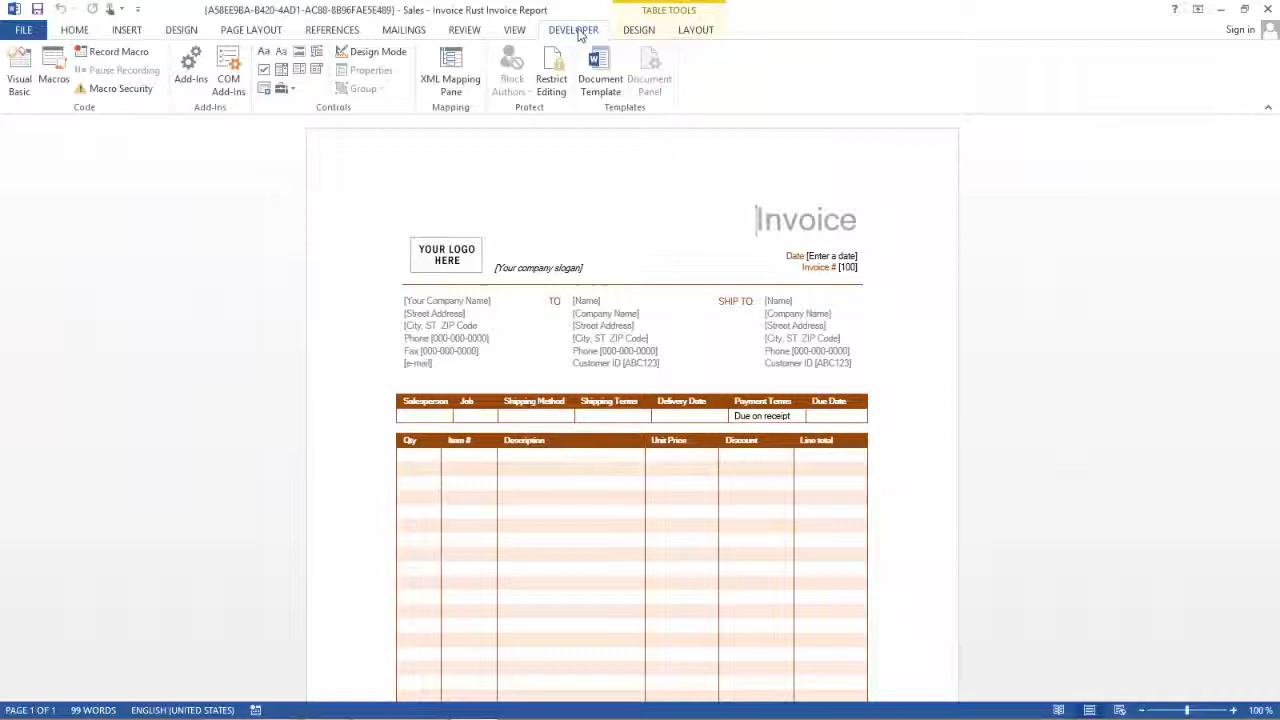 [A58EE9BA-B420-4AD1-AC88-8B96FAE5E489] - Sales - Invoice Rust Invoice Report
TABLE TOOLS
?
FILE HOME INSERT DESIGN PAGE LAYOUT REFERENCES MAILINGS REVIEW VIEW DEVELOPER DESIGN LAYOUT Sign in
Visual Basic
Macros
Record Macro
Pause Recording
Macro Security
Code
Add-Ins
COM Add-Ins
Add-Ins
Aa Aa
Design Mode
Properties
Group
Controls
XML Mapping Pane
Mapping
Block Authors
Restrict Editing
Protect
Document Template
Document Panel
Templates
Invoice
YOUR LOGO
HERE
[Your company slogan]
Date [Enter a date]
Invoice # [100]
[Your Company Name] TO [Name] SHIP TO [Name]
[Street Address] [Company Name] [Company Name]
[City, ST ZIP Code [Street Address] [Street Address]
Phone [000-000-0000] [City, ST ZIP Code] [City, ST ZIP Code]
Fax [000-000-0000] Phone [000-000-0000] Phone [000-000-0000]
[e-mail] Customer ID [ABC123] Customer ID [ABC123]
Salesperson Job Shipping Method Shipping Terms Delivery Date Payment Terms Due Date
Due on receipt
Qty Item # Description Unit Price Discount Line total
PAGE 1 OF 1 99 WORDS ENGLISH (UNITED STATES) 100 %